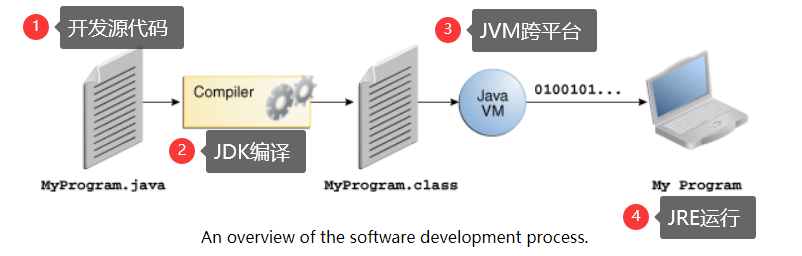 1 开发源代码
3 JVM跨平台
Compiler
Java
VM
0100101...
2 JDK编译
MyProgram.java
MyProgram.class
My Program
4 JRE运行
An overview of the software development process.